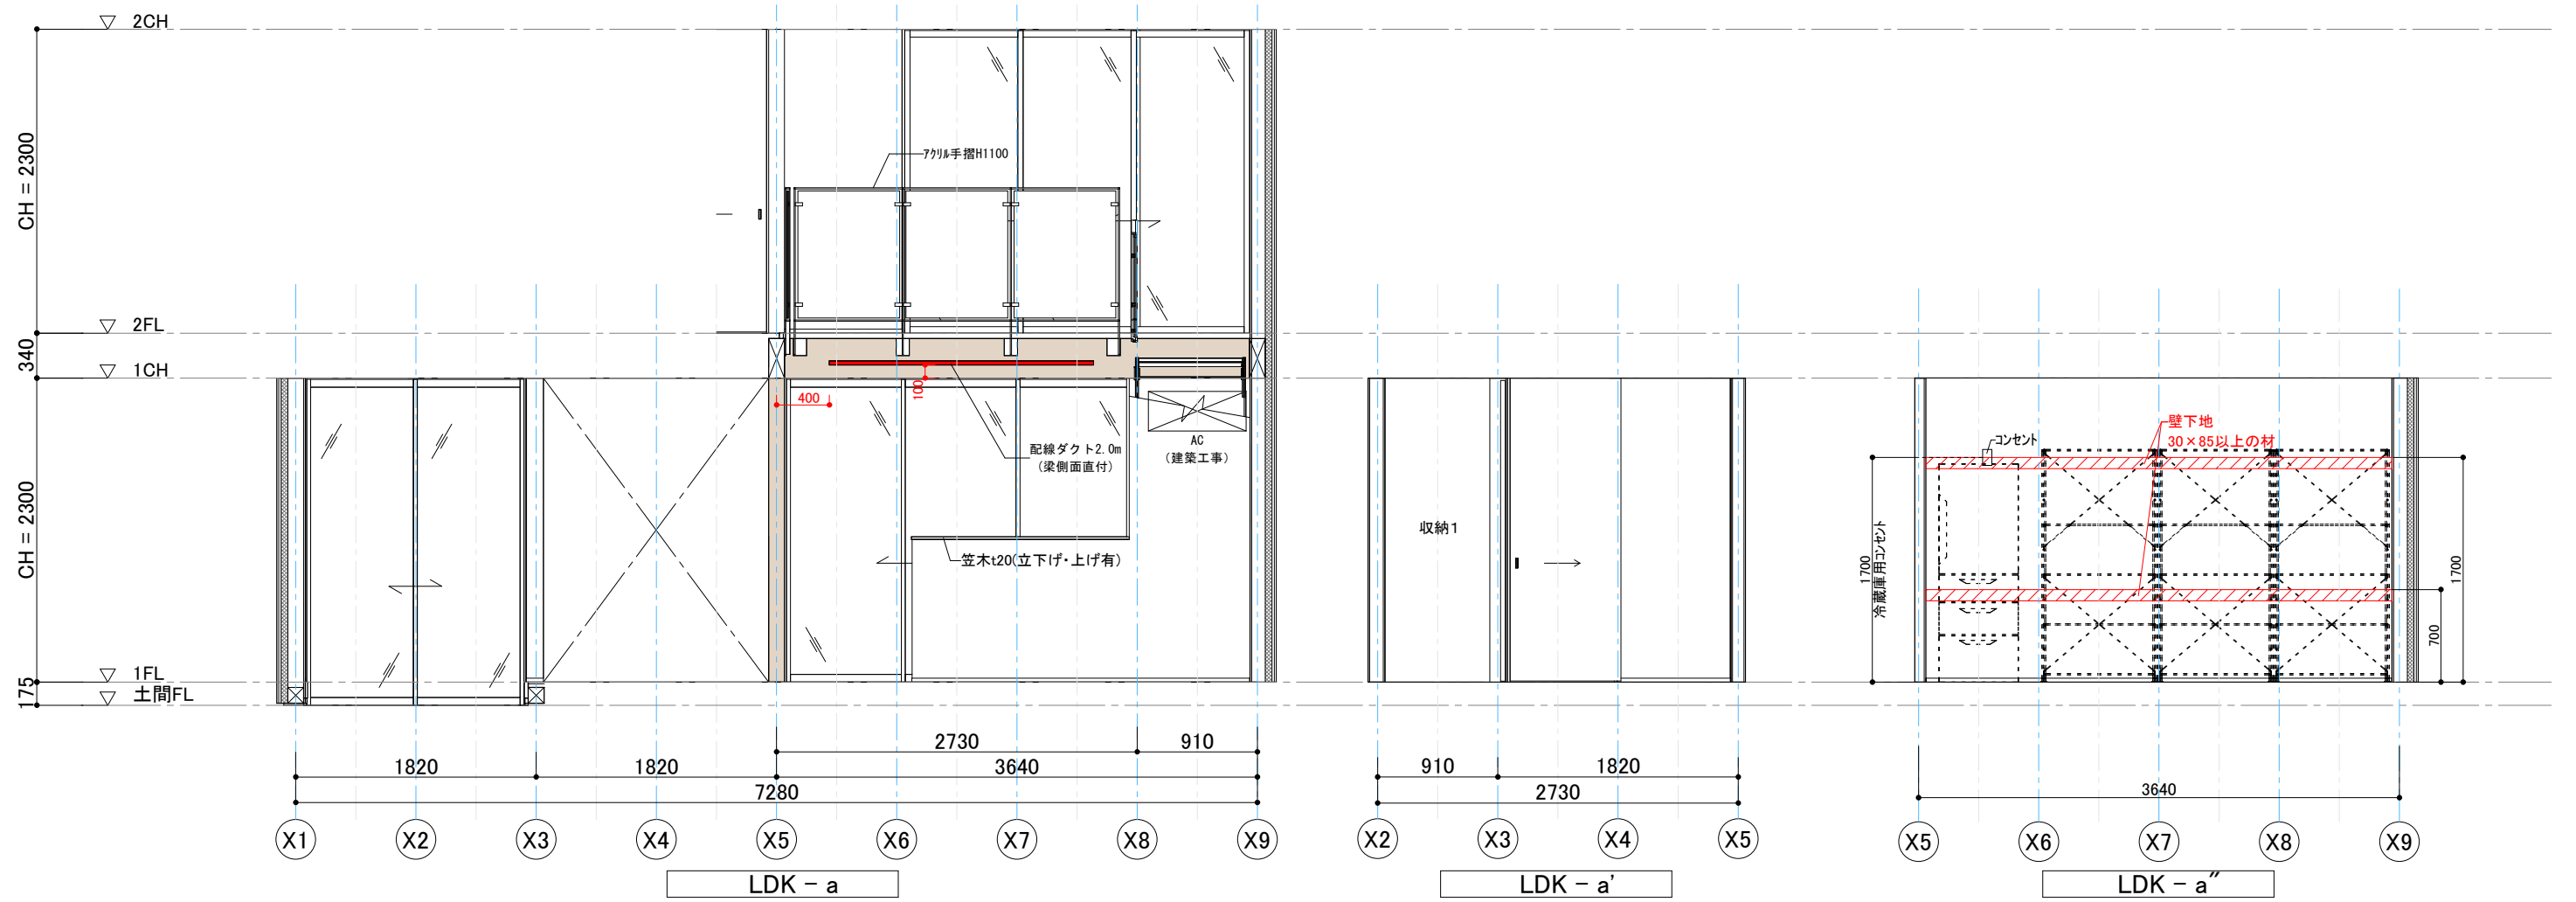 2CH
CH = 2300
アクリル手摺H1100
2FL
340
1CH
100
400
配線ダクト2.0m
(梁側面直付)
AC
(建築工事)
CH = 2300
笠木t20(立下げ・上げ有)
1FL
175
土間FL
2730
910
1820
1820
3640
7280
X1
X2
X3
X4
X5
X6
X7
X8
X9
LDK - a
収納1
910
1820
2730
X2
X3
X4
X5
LDK - a'
壁下地
30×85以上の材
コンセント
1700
冷蔵庫用コンセント
1700
700
3640
X5
X6
X7
X8
X9
LDK - a"